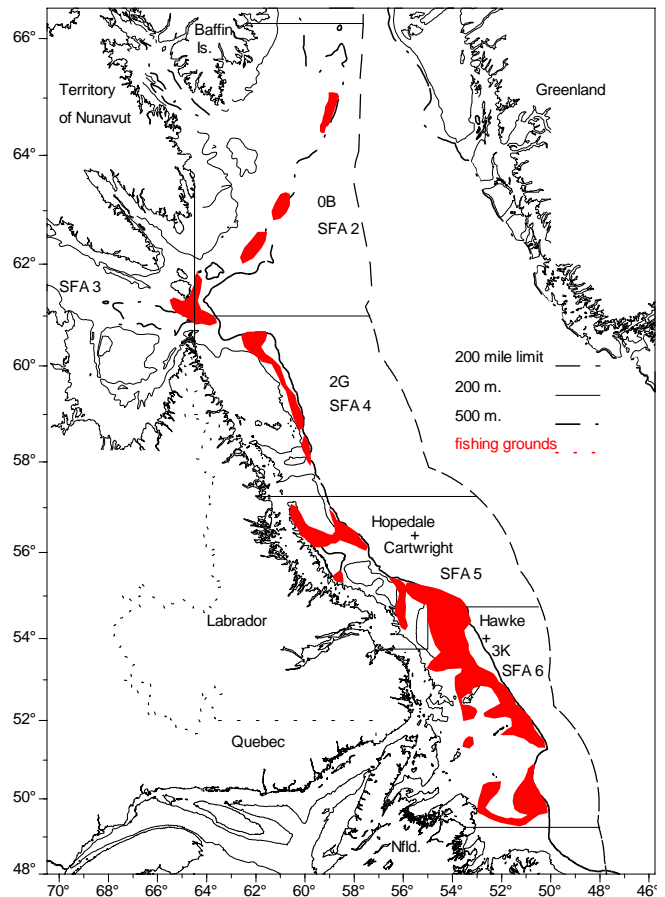 66°
64°
62°
60°
58°
56°
54°
52°
50°
48°
Baffin
Is.
Territory
of Nunavut
Greenland
0B
SFA 2
SFA 3
2G
SFA 4
200 mile limit
200 m.
500 m.
fishing grounds
Hopedale
+
Cartwright
SFA 5
Labrador
Hawke
+
3K
SFA 6
Quebec
Nfld.
70° 68° 66° 64° 62° 60° 58° 56° 54° 52° 50° 48° 46°